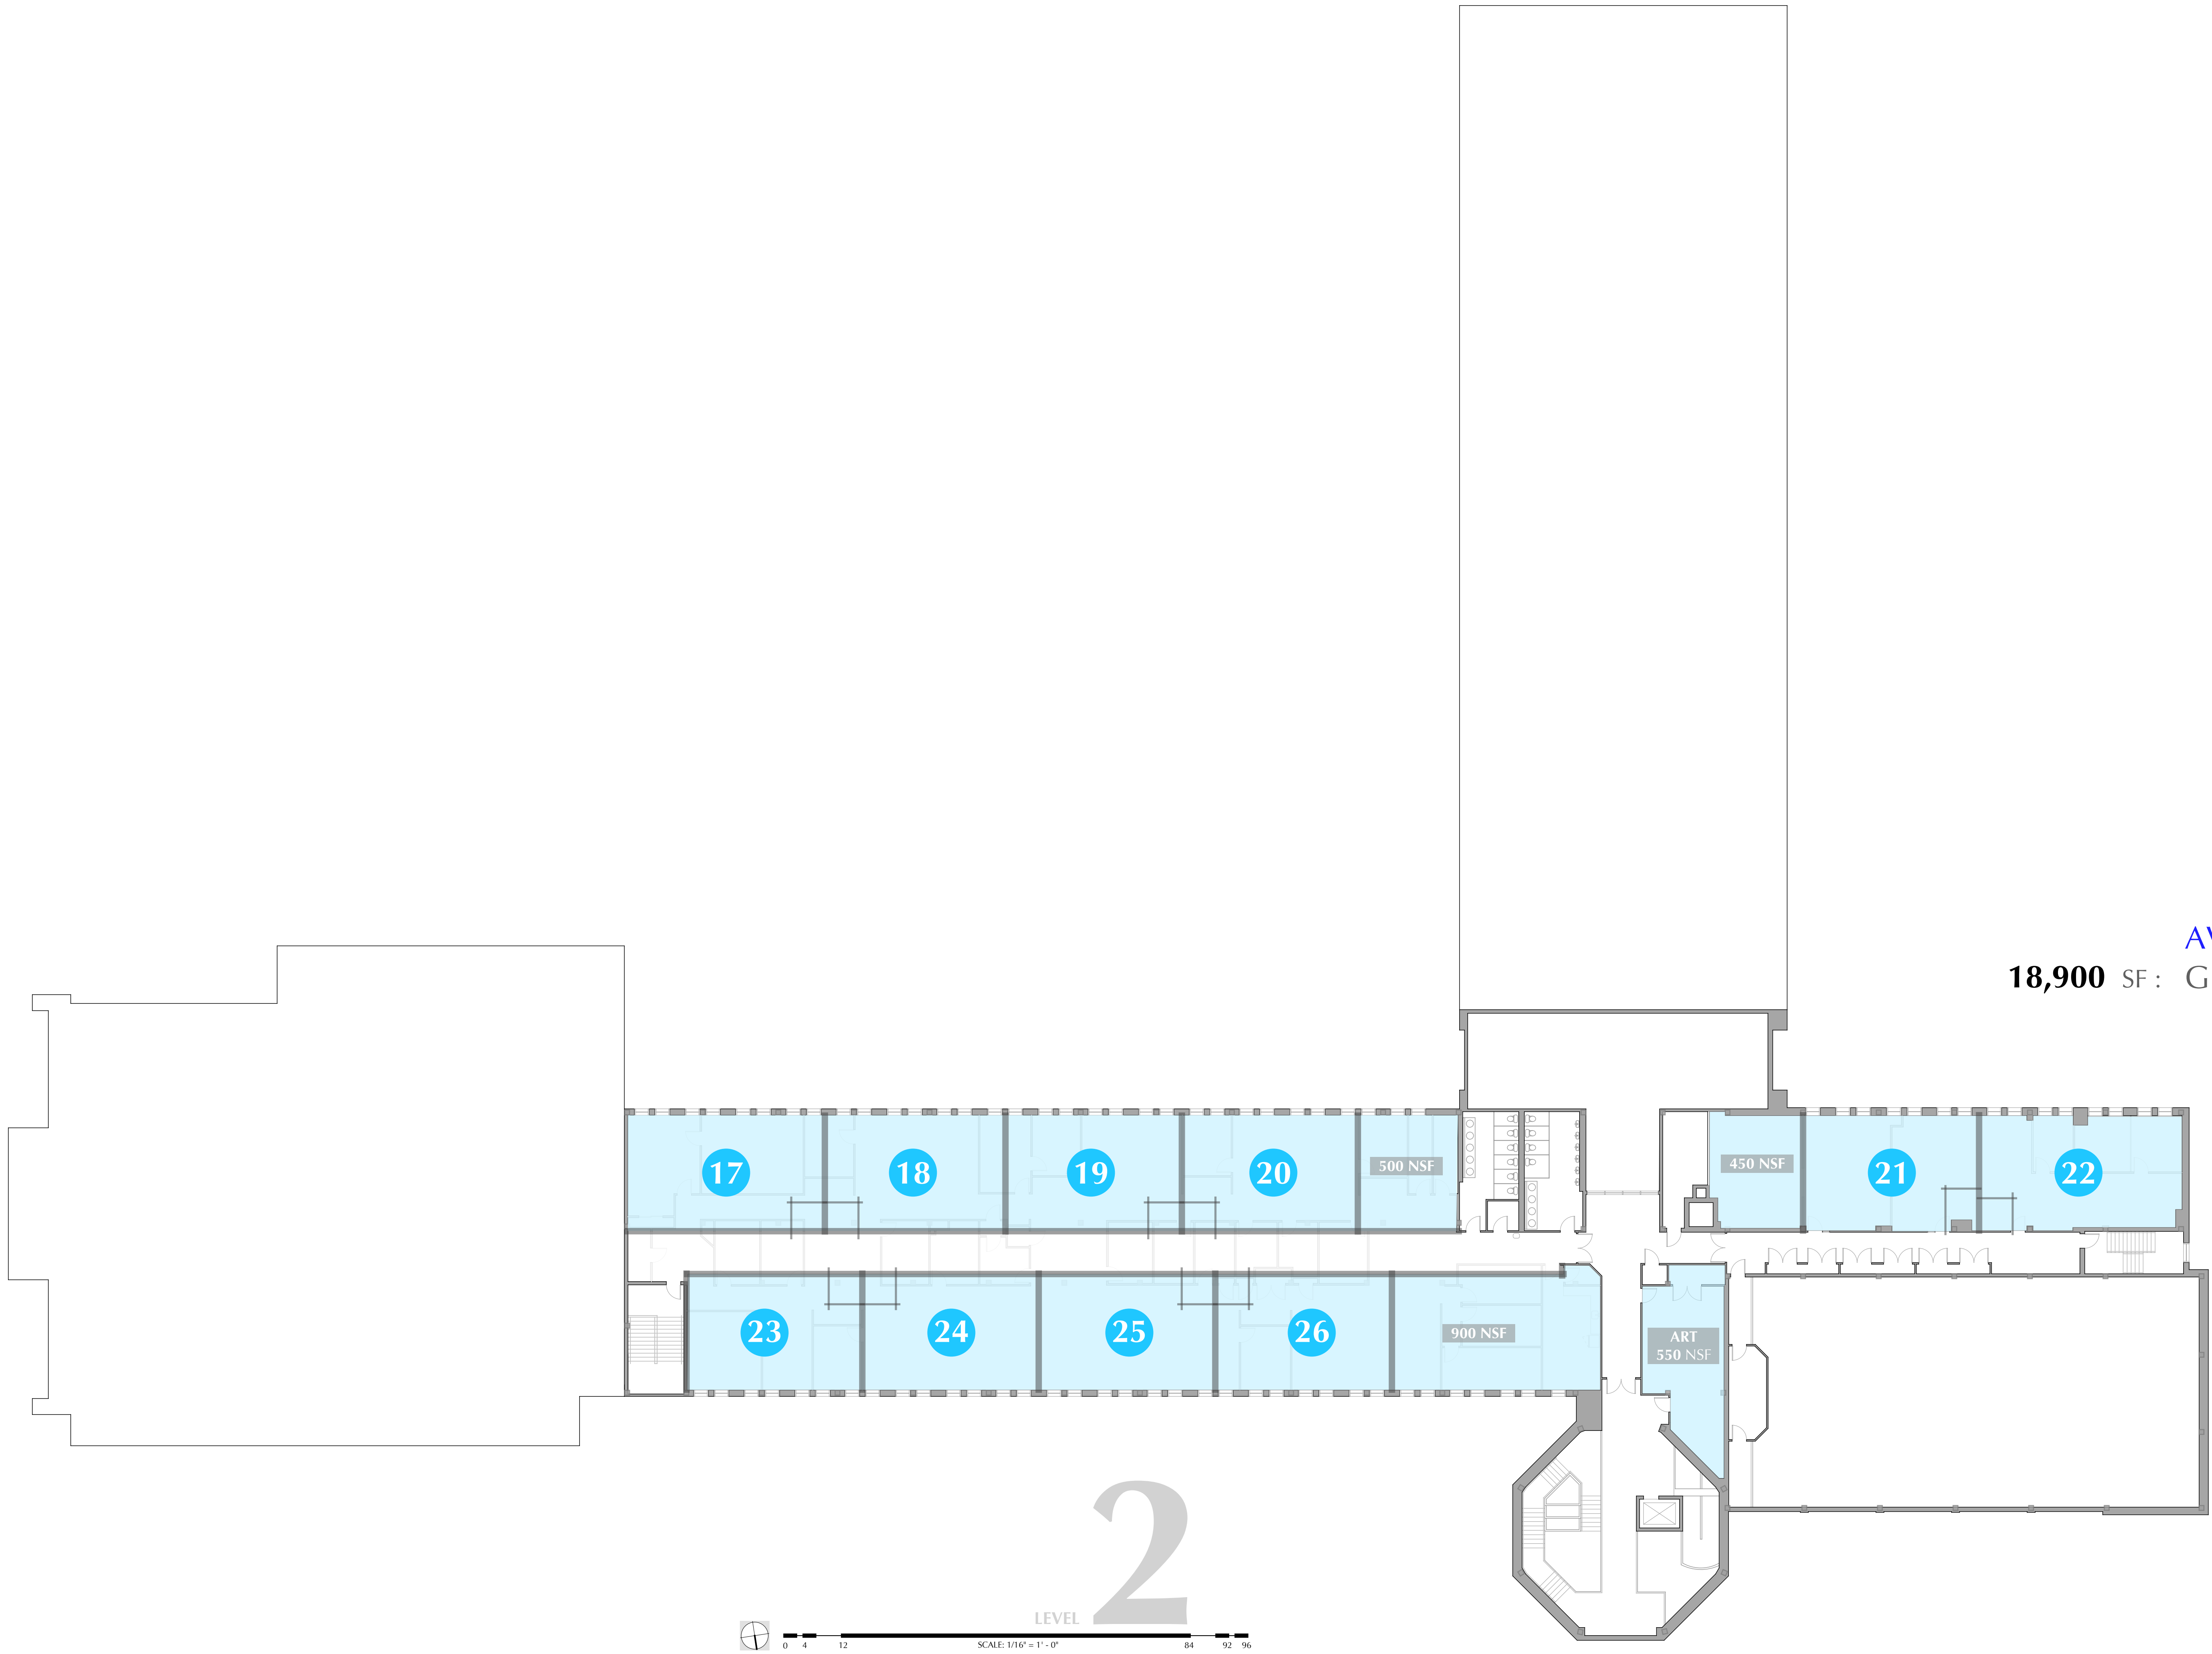 AV
18,900 SF : G
17 18 19 20 500 NSF 450 NSF 21 22
23 24 25 26 900 NSF ART
550 NSF
LEVEL 2
0 4 12 SCALE: 1/16" = 1' - 0" 84 92 96